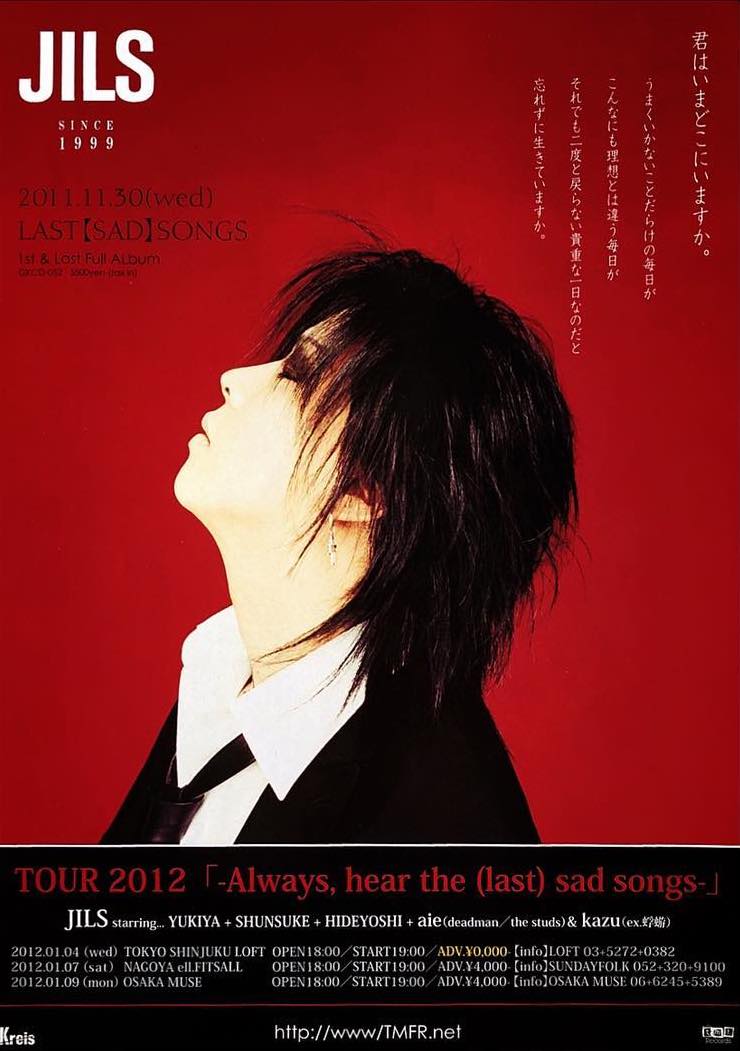 JILS
SINCE
1999
2011.11.30(wed)
LAST【SAD】SONGS
1st & Last Full Album
GXCD-052 3500yen-(tax in)
君はいまどこにいますか。
うまくいかないことだらけの毎日が
こんなにも理想とは違う毎日が
それでも二度と戻らない貴重な一日なのだと
忘れずに生きていますか。
TOUR 2012「-Always, hear the (last) sad songs-」
JILS starring... YUKIYA + SHUNSUKE + HIDEYOSHI + aie(deadman/the studs)& kazu(ex.蜉蝣)
2012.01.04 (wed) TOKYO SHINJUKU LOFT OPEN18:00/START19:00/ADV.¥0,000-【info】LOFT 03+5272+0382
2012.01.07 (sat) NAGOYA ell.FITSALL OPEN18:00/START19:00/ADV.¥4,000-【info】SUNDAYFOLK 052+320+9100
2012.01.09 (mon) OSAKA MUSE OPEN18:00/START19:00/ADV.¥4,000-【info】OSAKA MUSE 06+6245+5389
Kreis
http://www/TMFR.net
Records